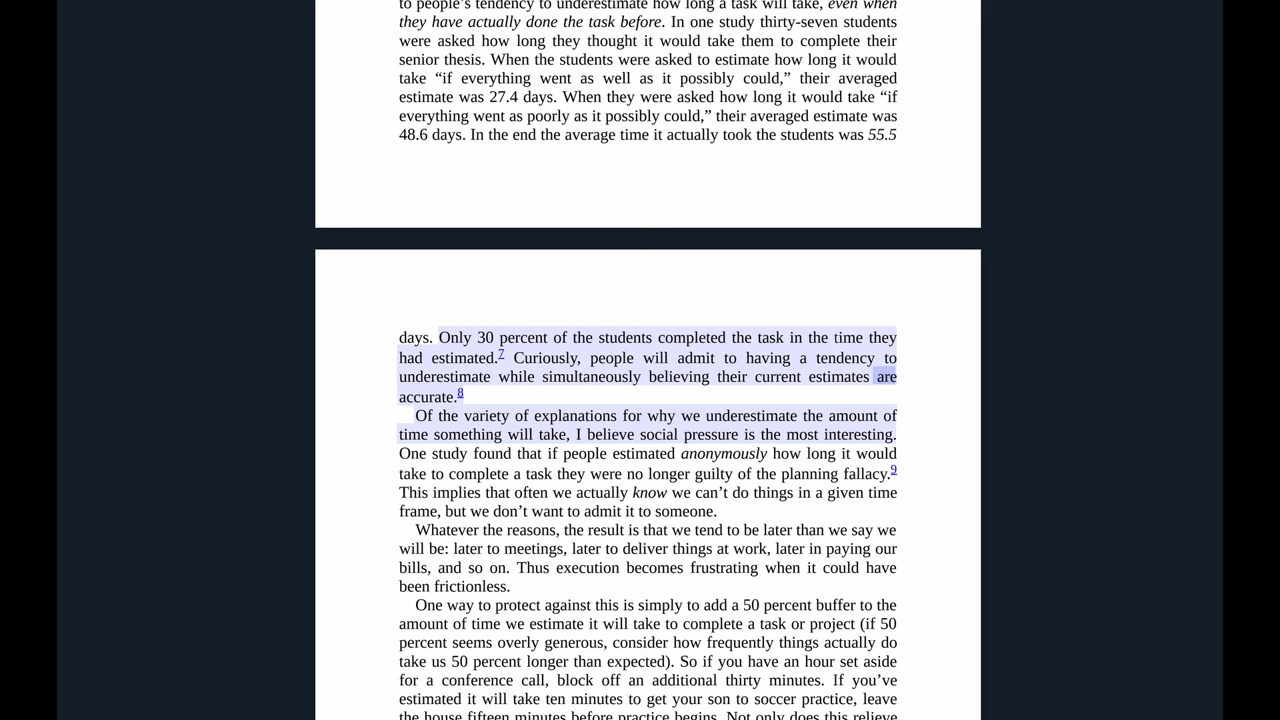 to people's tendency to underestimate how long a task will take, even when
they have actually done the task before. In one study thirty-seven students
were asked how long they thought it would take them to complete their
senior thesis. When the students were asked to estimate how long it would
take “if everything went as well as it possibly could,” their averaged
estimate was 27.4 days. When they were asked how long it would take “if
everything went as poorly as it possibly could,” their averaged estimate was
48.6 days. In the end the average time it actually took the students was 55.5
days. Only 30 percent of the students completed the task in the time they
had estimated.7 Curiously, people will admit to having a tendency to
underestimate while simultaneously believing their current estimates are
accurate.8
Of the variety of explanations for why we underestimate the amount of
time something will take, I believe social pressure is the most interesting.
One study found that if people estimated anonymously how long it would
take to complete a task they were no longer guilty of the planning fallacy.9
This implies that often we actually know we can’t do things in a given time
frame, but we don’t want to admit it to someone.
Whatever the reasons, the result is that we tend to be later than we say we
will be: later to meetings, later to deliver things at work, later in paying our
bills, and so on. Thus execution becomes frustrating when it could have
been frictionless.
One way to protect against this is simply to add a 50 percent buffer to the
amount of time we estimate it will take to complete a task or project (if 50
percent seems overly generous, consider how frequently things actually do
take us 50 percent longer than expected). So if you have an hour set aside
for a conference call, block off an additional thirty minutes. If you’ve
estimated it will take ten minutes to get your son to soccer practice, leave
the house fifteen minutes before practice begins. Not only does this relieve